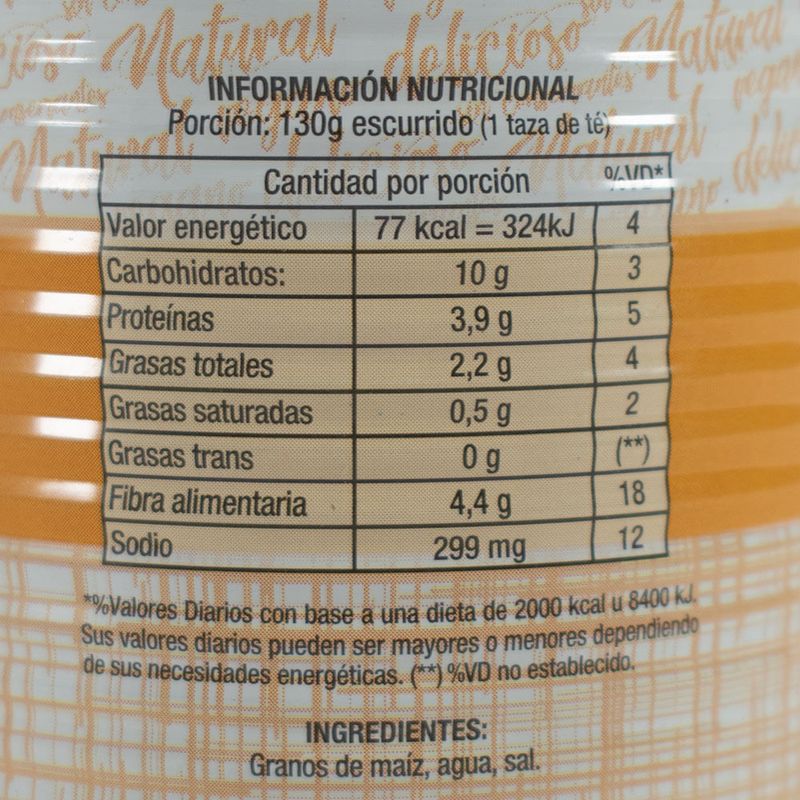 Natural delicioso Natural
INFORMACIÓN NUTRICIONAL
Porción: 130g escurrido (1 taza de té)
Cantidad por porción %VD*
Valor energético 77 kcal = 324kJ 4
Carbohidratos: 10 g 3
Proteínas 3,9 g 5
Grasas totales 2,2 g 4
Grasas saturadas 0,5 g 2
Grasas trans 0 g (**)
Fibra alimentaria 4,4 g 18
Sodio 299 mg 12
*%Valores Diarios con base a una dieta de 2000 kcal u 8400 kJ.
Sus valores diarios pueden ser mayores o menores dependiendo
de sus necesidades energéticas. (**) %VD no establecido.
INGREDIENTES:
Granos de maíz, agua, sal.